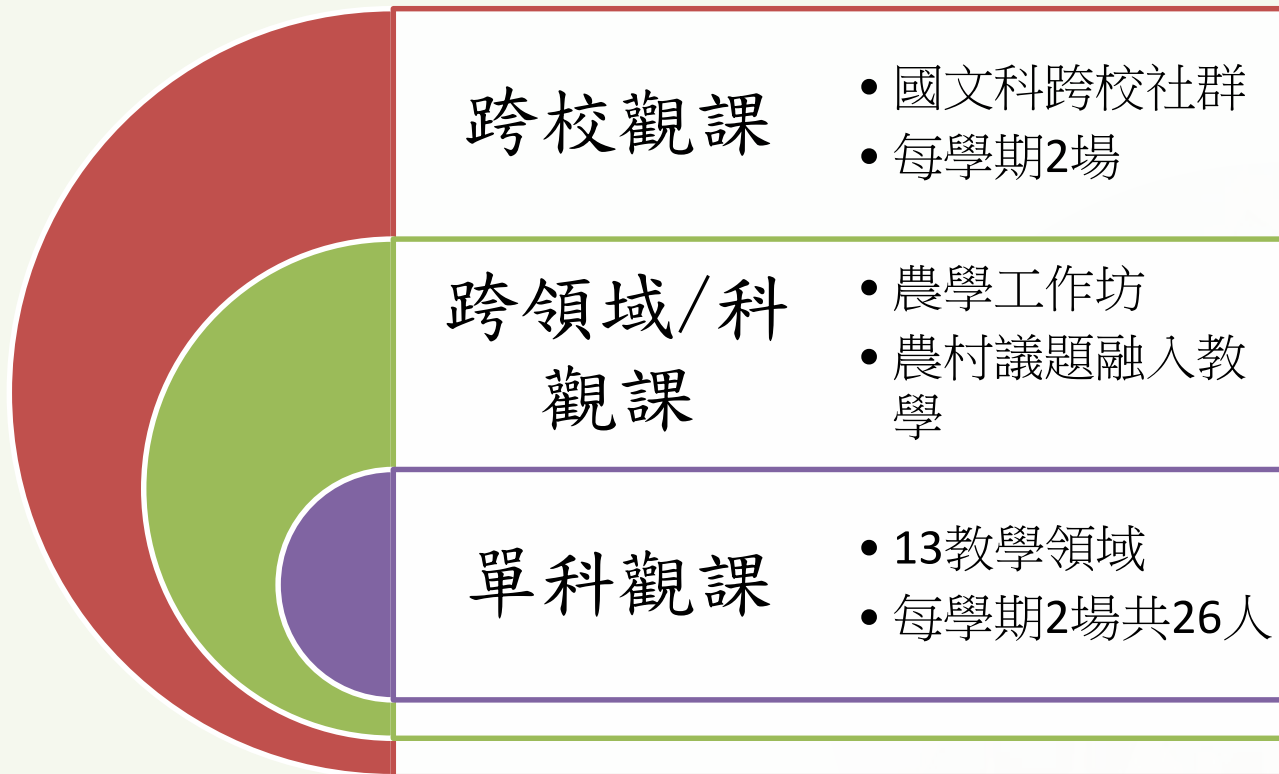 跨校觀課
• 國文科跨校社群
• 每學期2場
跨領域/科
觀課
• 農學工作坊
• 農村議題融入教
學
單科觀課
• 13教學領域
• 每學期2場共26人